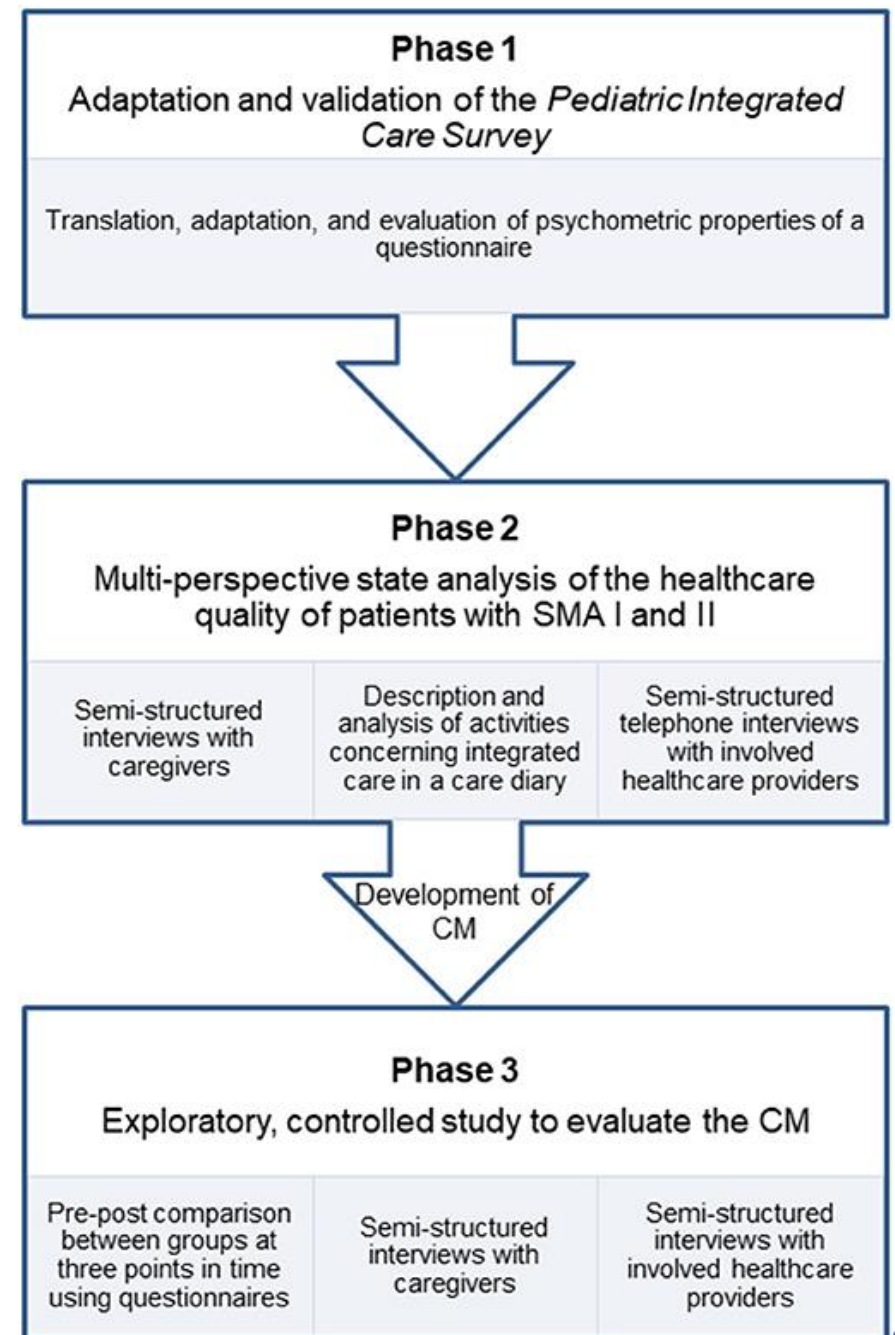 Phase 1
Adaptation and validation of the Pediatric Integrated
Care Survey
Translation, adaptation, and evaluation of psychometric properties of a
questionnaire
Phase 2
Multi-perspective state analysis of the healthcare
quality of patients with SMA I and II
Semi-structured
interviews with
caregivers
Description and
analysis of activities
concerning integrated
care in a care diary
Semi-structured
telephone interviews
with involved
healthcare providers
Development of
CM
Phase 3
Exploratory, controlled study to evaluate the CM
Pre-post comparison
between groups at
three points in time
using questionnaires
Semi-structured
interviews with
caregivers
Semi-structured
interviews with
involved healthcare
providers